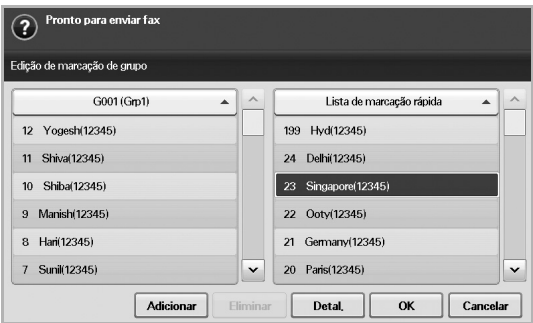 Pronto para enviar fax
Edição de marcação de grupo
G001 (Grp1)
12 Yogesh(12345)
11 Shiva(12345)
10 Shiba(12345)
9 Manish(12345)
8 Hari(12345)
7 Sunil(12345)
Lista de marcação rápida
199 Hyd(12345)
24 Delhi(12345)
23 Singapore(12345)
22 Ooty(12345)
21 Germany(12345)
20 Paris(12345)
Adicionar Eliminar Detal. OK Cancelar